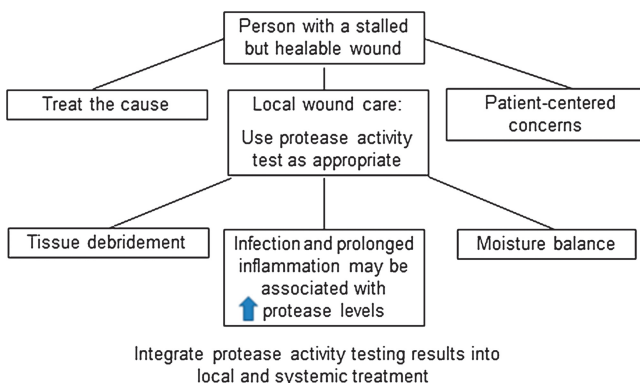 Person with a stalled
but healable wound
Treat the cause
Local wound care:
Use protease activity
test as appropriate
Patient-centered
concerns
Tissue debridement
Infection and prolonged
inflammation may be
associated with
protease levels
Moisture balance
Integrate protease activity testing results into
local and systemic treatment